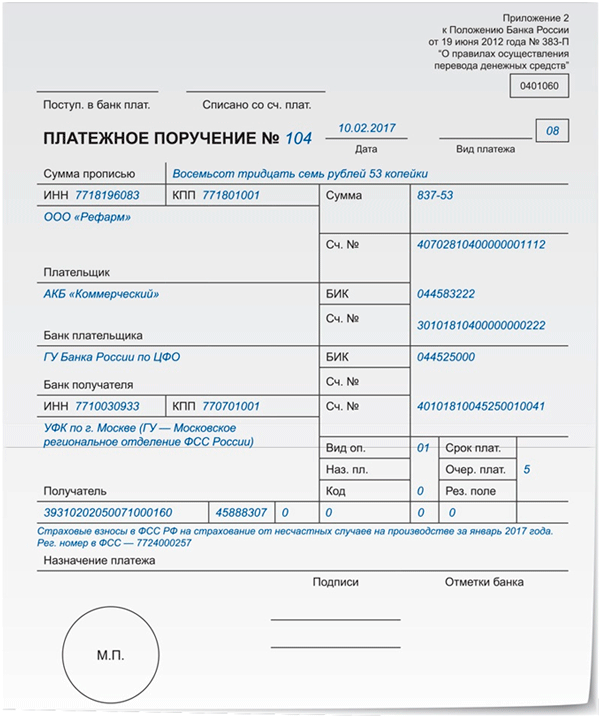 Приложение 2
к Положению Банка России
от 19 июня 2012 года № 383-П
"О правилах осуществления
перевода денежных средств"
0401060
Поступ. в банк плат. Списано со сч. плат.
ПЛАТЕЖНОЕ ПОРУЧЕНИЕ № 104 10.02.2017 08
Дата Вид платежа
Сумма прописью Восемьсот тридцать семь рублей 53 копейки
ИНН 7718196083 КПП 771801001 Сумма 837-53
ООО «Рефарм»
Сч. № 40702810400000001112
Плательщик
АКБ «Коммерческий» БИК 044583222
Сч. № 30101810400000000222
Банк плательщика
ГУ Банка России по ЦФО БИК 044525000
Банк получателя Сч. №
ИНН 7710030933 КПП 770701001 Сч. № 40101810045250010041
УФК по г. Москве (ГУ — Московское
региональное отделение ФСС России)
Вид оп. 01 Срок плат.
Наз. пл. Очер. плат. 5
Получатель Код 0 Рез. поле
39310202050071000160 45888307 0 0 0 0
Страховые взносы в ФСС РФ на страхование от несчастных случаев на производстве за январь 2017 года.
Рег. номер в ФСС — 7724000257
Назначение платежа
Подписи Отметки банка
М.П.